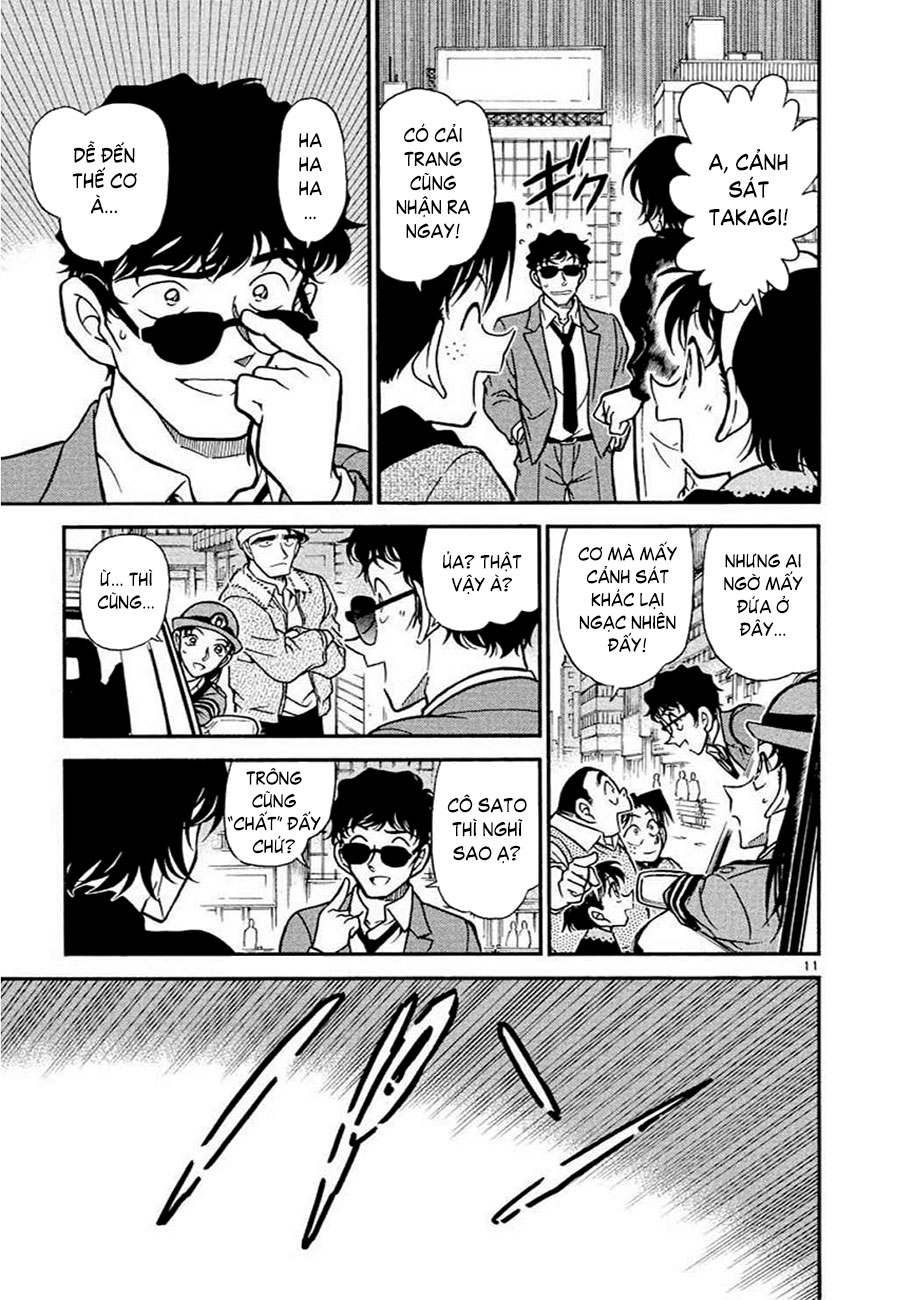 A, CẢNH
SÁT
TAKAGI!
CÓ CẢI
TRANG
CŨNG
NHẬN RA
NGAY!
ギク
HA
HA
HA
...
DỄ ĐẾN
THẾ CƠ
À...
NHƯNG AI
NGỜ MẤY
ĐỨA Ở
ĐÂY...
CƠ MÀ MẤY
CẢNH SÁT
KHÁC LẠI
NGẠC NHIÊN
ĐẤY!
ỦA? THẬT
VẬY À?
Ừ... THÌ
CŨNG...
CÔ SATO
THÌ NGHĨ
SAO Ạ?
TRÔNG
CŨNG
“CHẤT” ĐẤY
CHỨ?
11